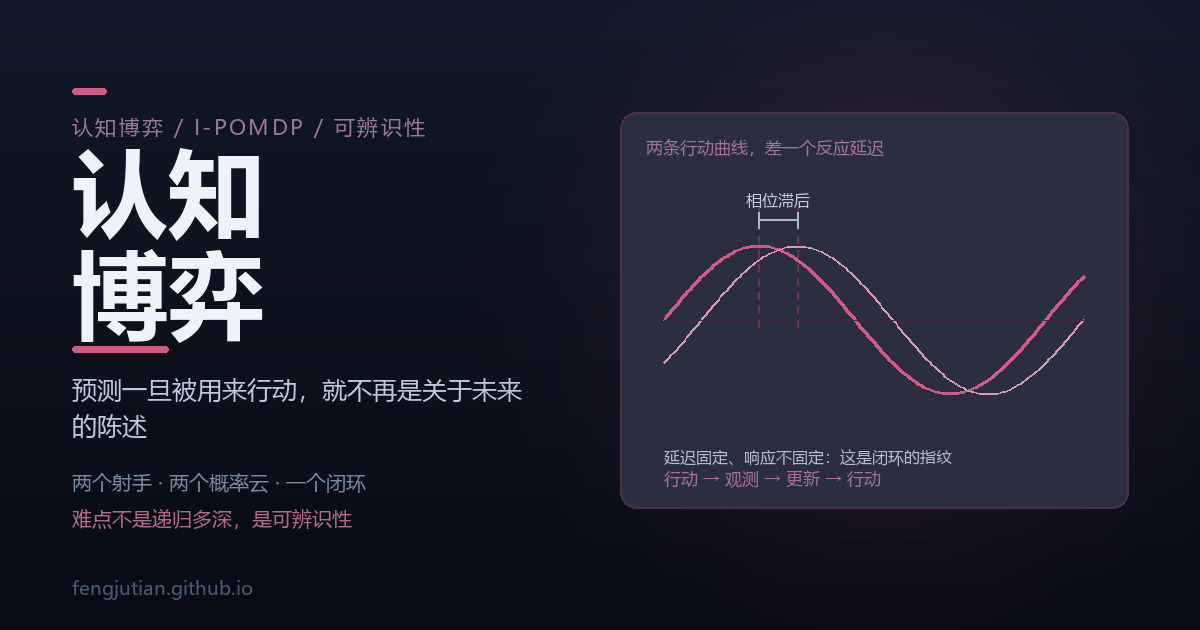 认知博弈 / I-POMDP / 可辨识性
认知
博弈
预测一旦被用来行动，就不再是关于未来
的陈述
两个射手 · 两个概率云 · 一个闭环
难点不是递归多深，是可辨识性
fengjutian.github.io
两条行动曲线，差一个反应延迟
相位滞后
延迟固定、响应不固定：这是闭环的指纹
行动 → 观测 → 更新 → 行动